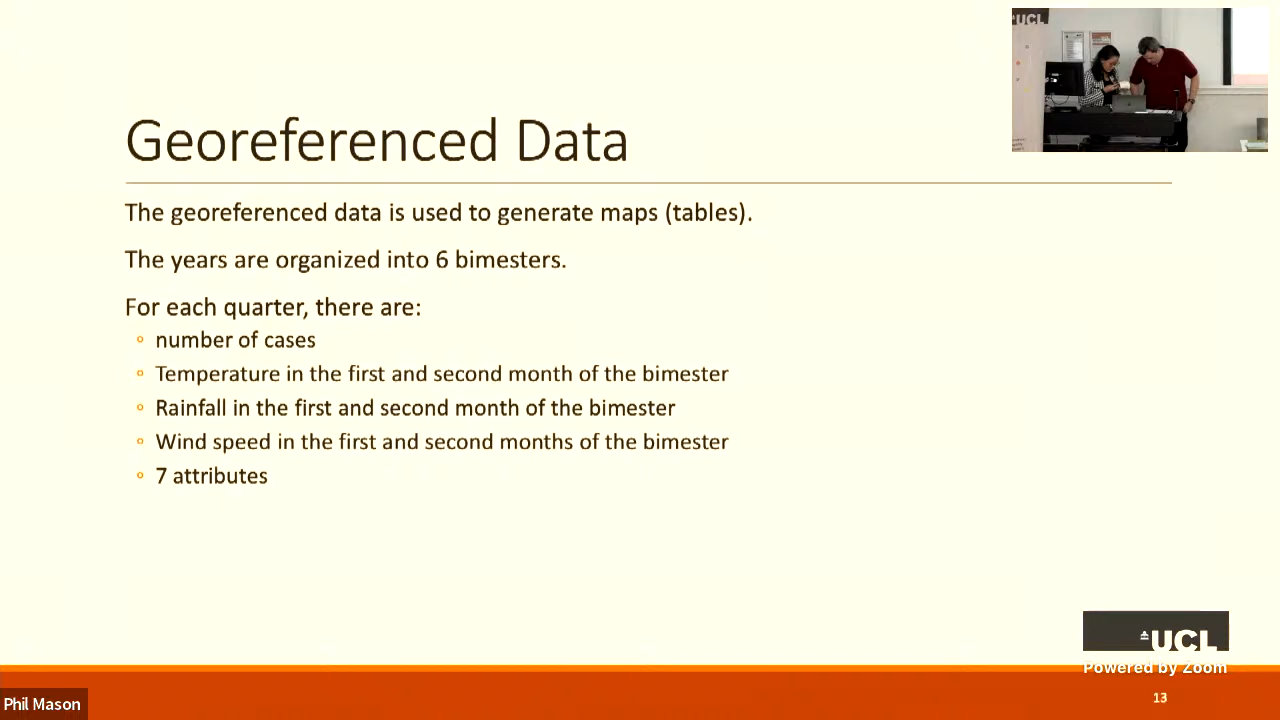 UCL
Georeferenced Data
The georeferenced data is used to generate maps (tables).
The years are organized into 6 bimesters.
For each quarter, there are:
number of cases
Temperature in the first and second month of the bimester
Rainfall in the first and second month of the bimester
Wind speed in the first and second months of the bimester
7 attributes
UCL
Powered by Zoom
13
Phil Mason